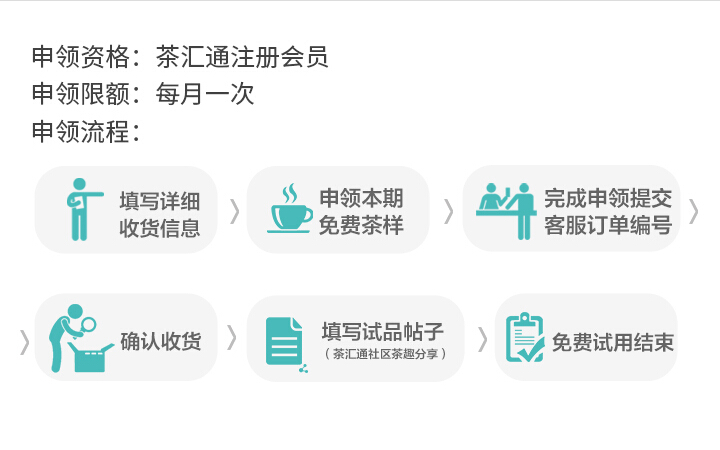 申领资格：茶汇通注册会员
申领限额：每月一次
申领流程：
填写详细
收货信息
申领本期
免费茶样
完成申领提交
客服订单编号
确认收货
填写试品帖子
（茶汇通社区茶趣分享）
免费试用结束